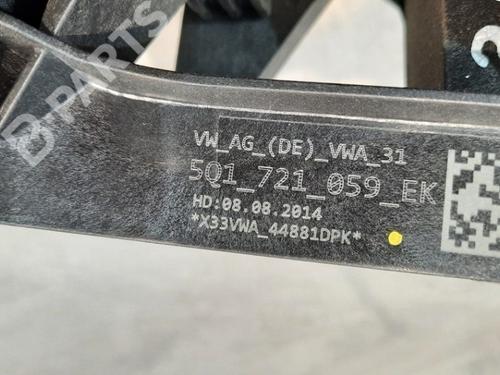 B-PARTS
VW_AG_(DE)_VWA_31
5Q1_721_059_EK
HD:08.08.2014
*X33VWA_44881DPK*